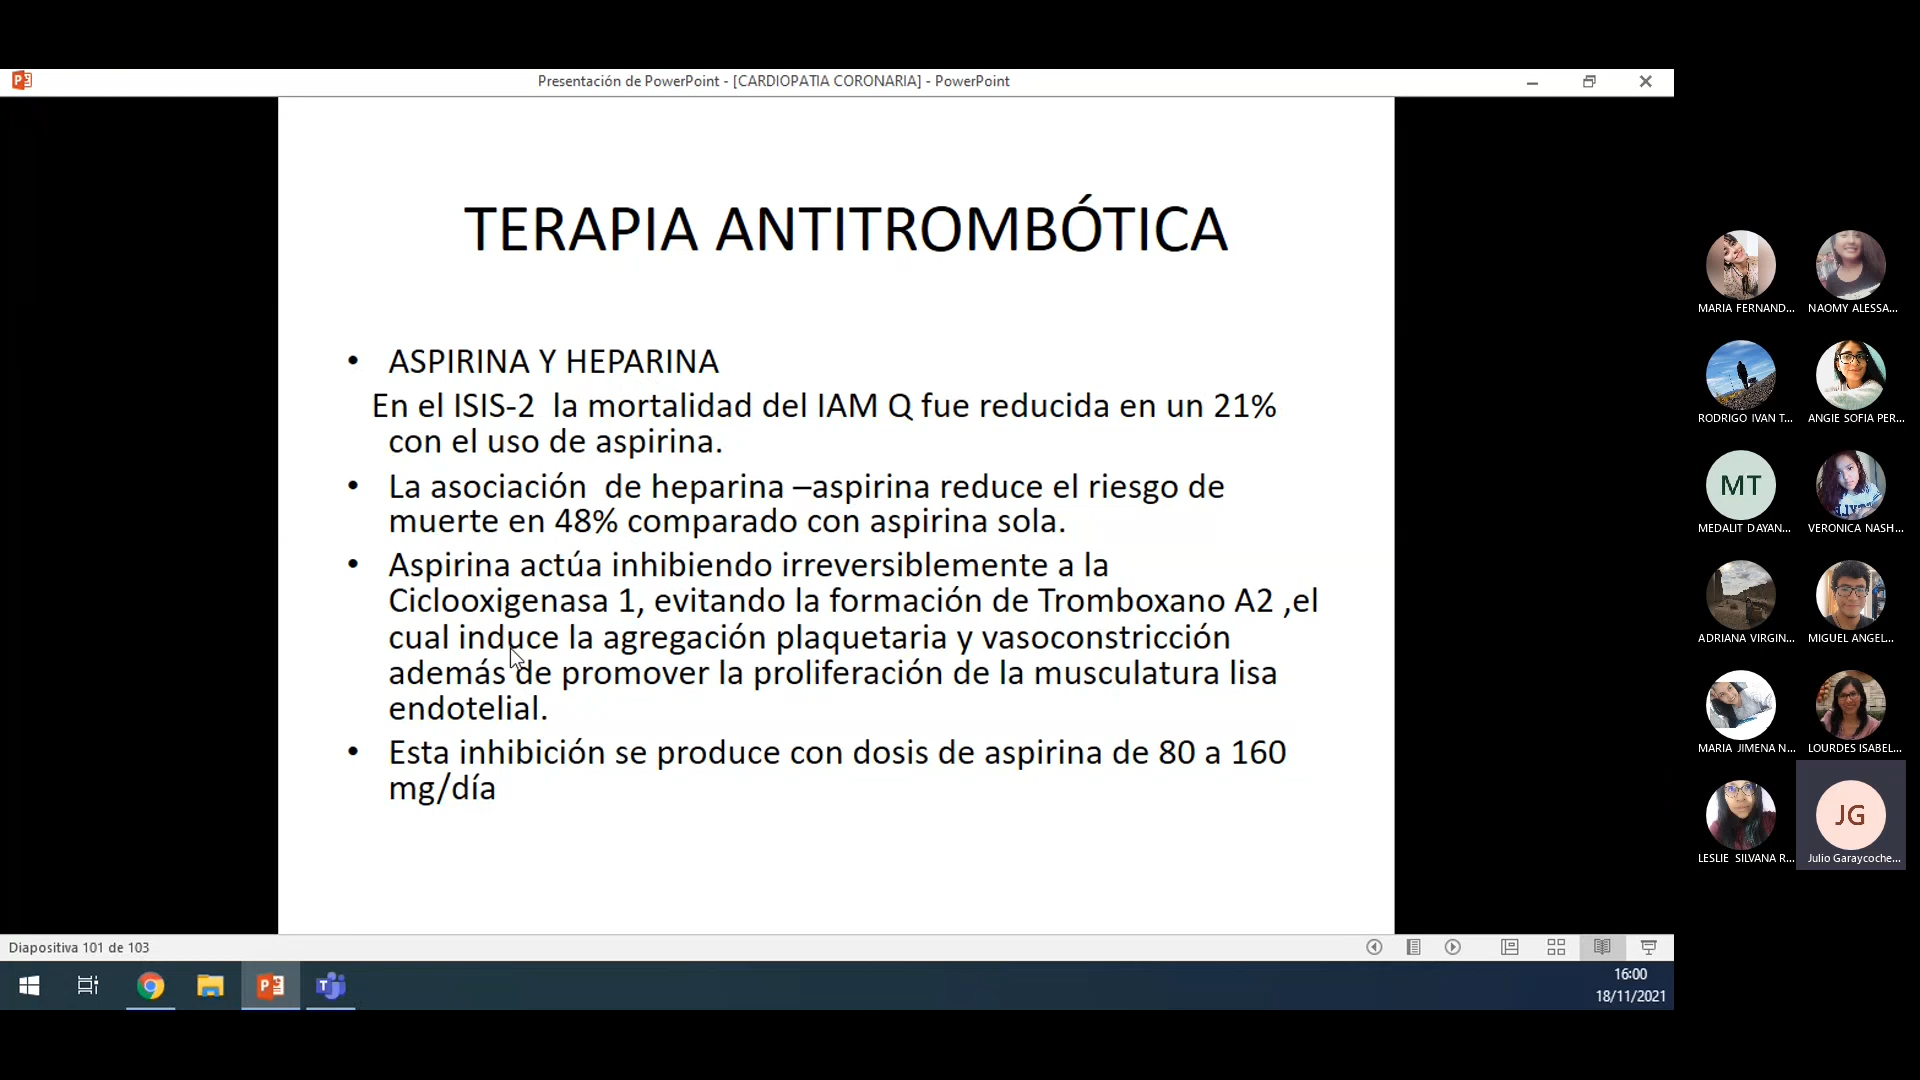 Presentación de PowerPoint - [CARDIOPATIA CORONARIA] - PowerPoint
TERAPIA ANTITROMBÓTICA
• ASPIRINA Y HEPARINA
En el ISIS-2 la mortalidad del IAM Q fue reducida en un 21%
con el uso de aspirina.
• La asociación de heparina –aspirina reduce el riesgo de
muerte en 48% comparado con aspirina sola.
• Aspirina actúa inhibiendo irreversiblemente a la
Ciclooxigenasa 1, evitando la formación de Tromboxano A2 ,el
cual induce la agregación plaquetaria y vasoconstricción
además de promover la proliferación de la musculatura lisa
endotelial.
• Esta inhibición se produce con dosis de aspirina de 80 a 160
mg/día
Diapositiva 101 de 103
16:00
18/11/2021
MARIA FERNAND...
NAOMY ALESSA...
RODRIGO IVAN T...
ANGIE SOFIA PER...
MT
MEDALIT DAYAN...
VERONICA NASH...
ADRIANA VIRGIN...
MIGUEL ANGEL...
MARIA JIMENA N...
LOURDES ISABEL...
LESLIE SILVANA R...
JG
Julio Garaycoche...